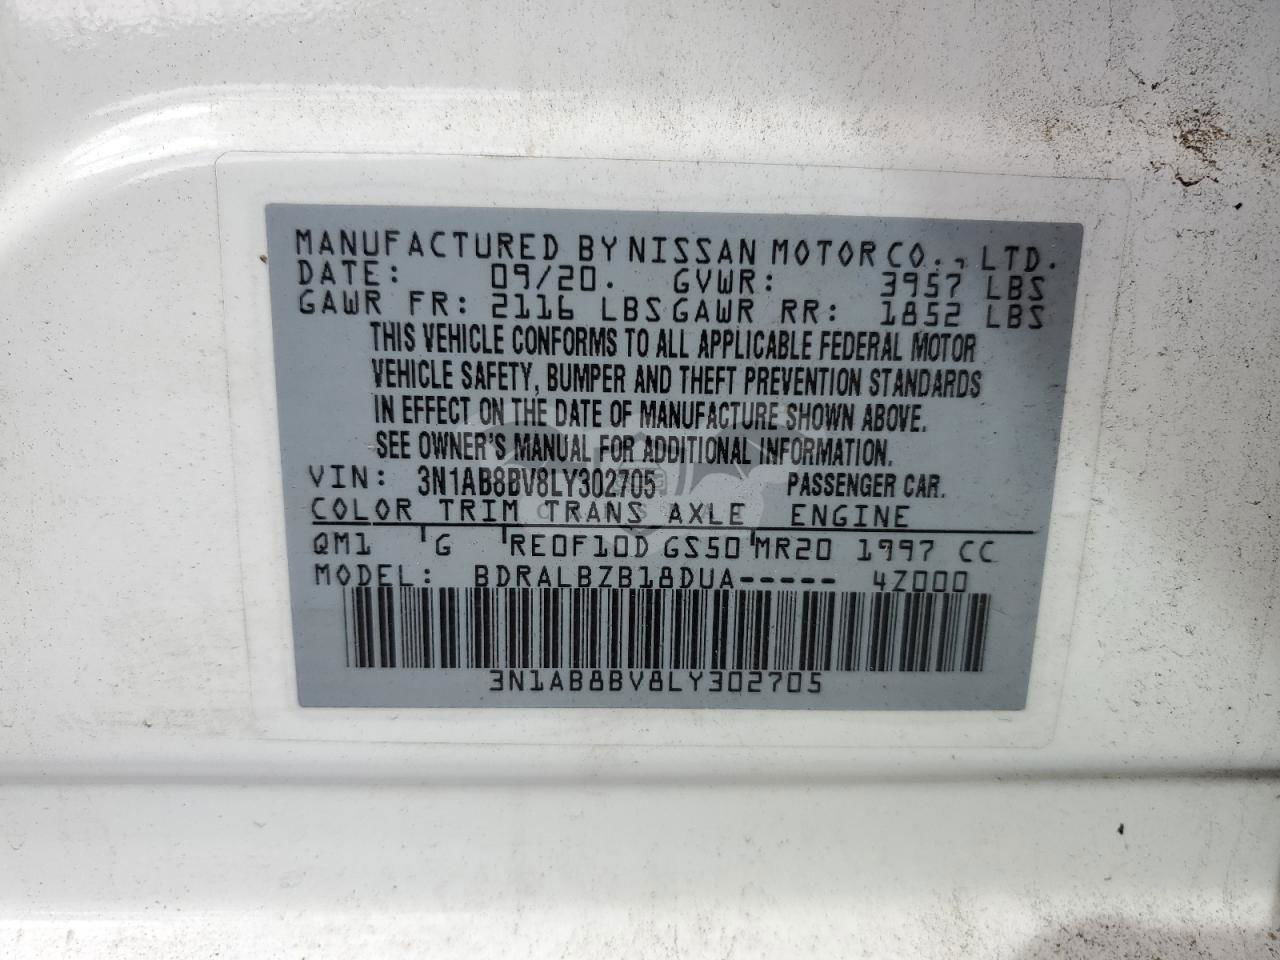 MANUFACTURED BY NISSAN MOTOR CO., LTD.
DATE: 09/20. GVWR: 3957 LBS
GAWR FR: 2116 LBS GAWR RR: 1852 LBS
THIS VEHICLE CONFORMS TO ALL APPLICABLE FEDERAL MOTOR
VEHICLE SAFETY, BUMPER AND THEFT PREVENTION STANDARDS
IN EFFECT ON THE DATE OF MANUFACTURE SHOWN ABOVE.
SEE OWNER'S MANUAL FOR ADDITIONAL INFORMATION.
VIN: 3N1AB8BV8LY302705 PASSENGER CAR.
COLOR TRIM TRANS AXLE ENGINE
QM1 G RE0F10D GS50 MR20 1997 CC
MODEL: BDRALBZB18DUA----- 4Z000
3N1AB8BV8LY302705